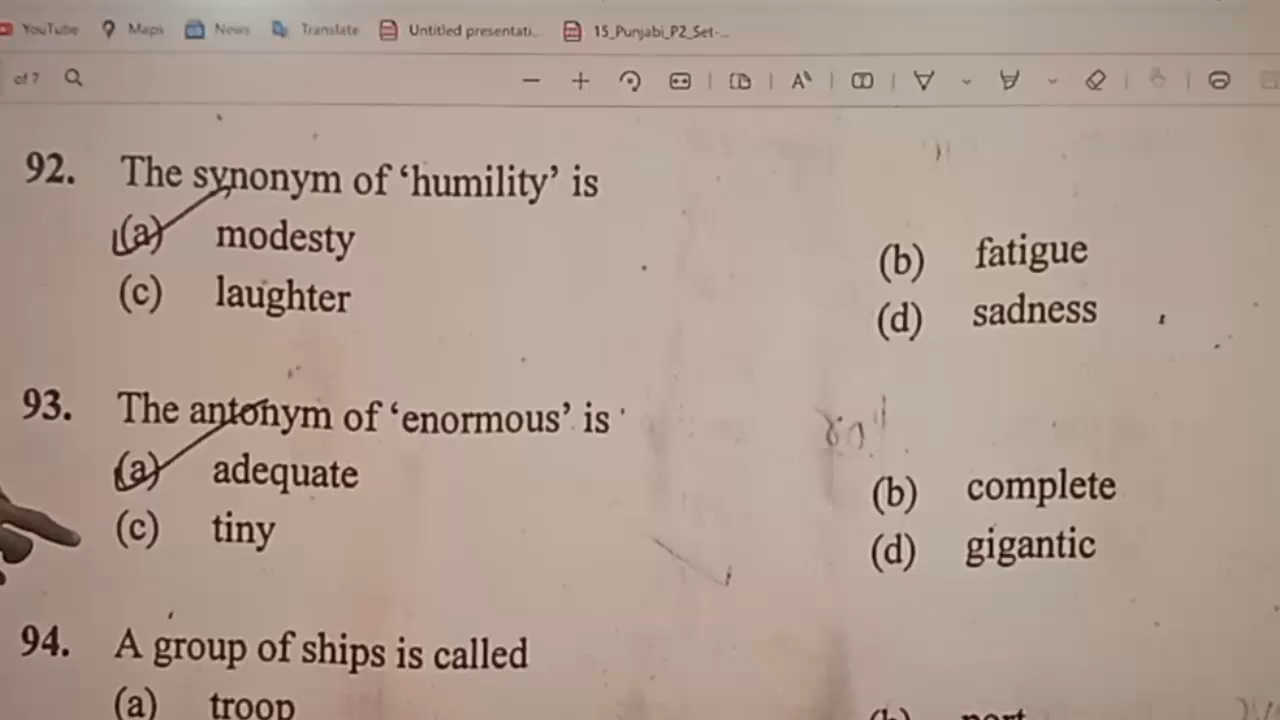 YouTube Maps News Translate Untitled presentati... 15_Punjabi_P2_Set-...
of 7
92. The synonym of ‘humility’ is
(a) modesty (b) fatigue
(c) laughter (d) sadness
93. The antonym of ‘enormous’ is
(a) adequate (b) complete
(c) tiny (d) gigantic
94. A group of ships is called
(a) troop (b) port